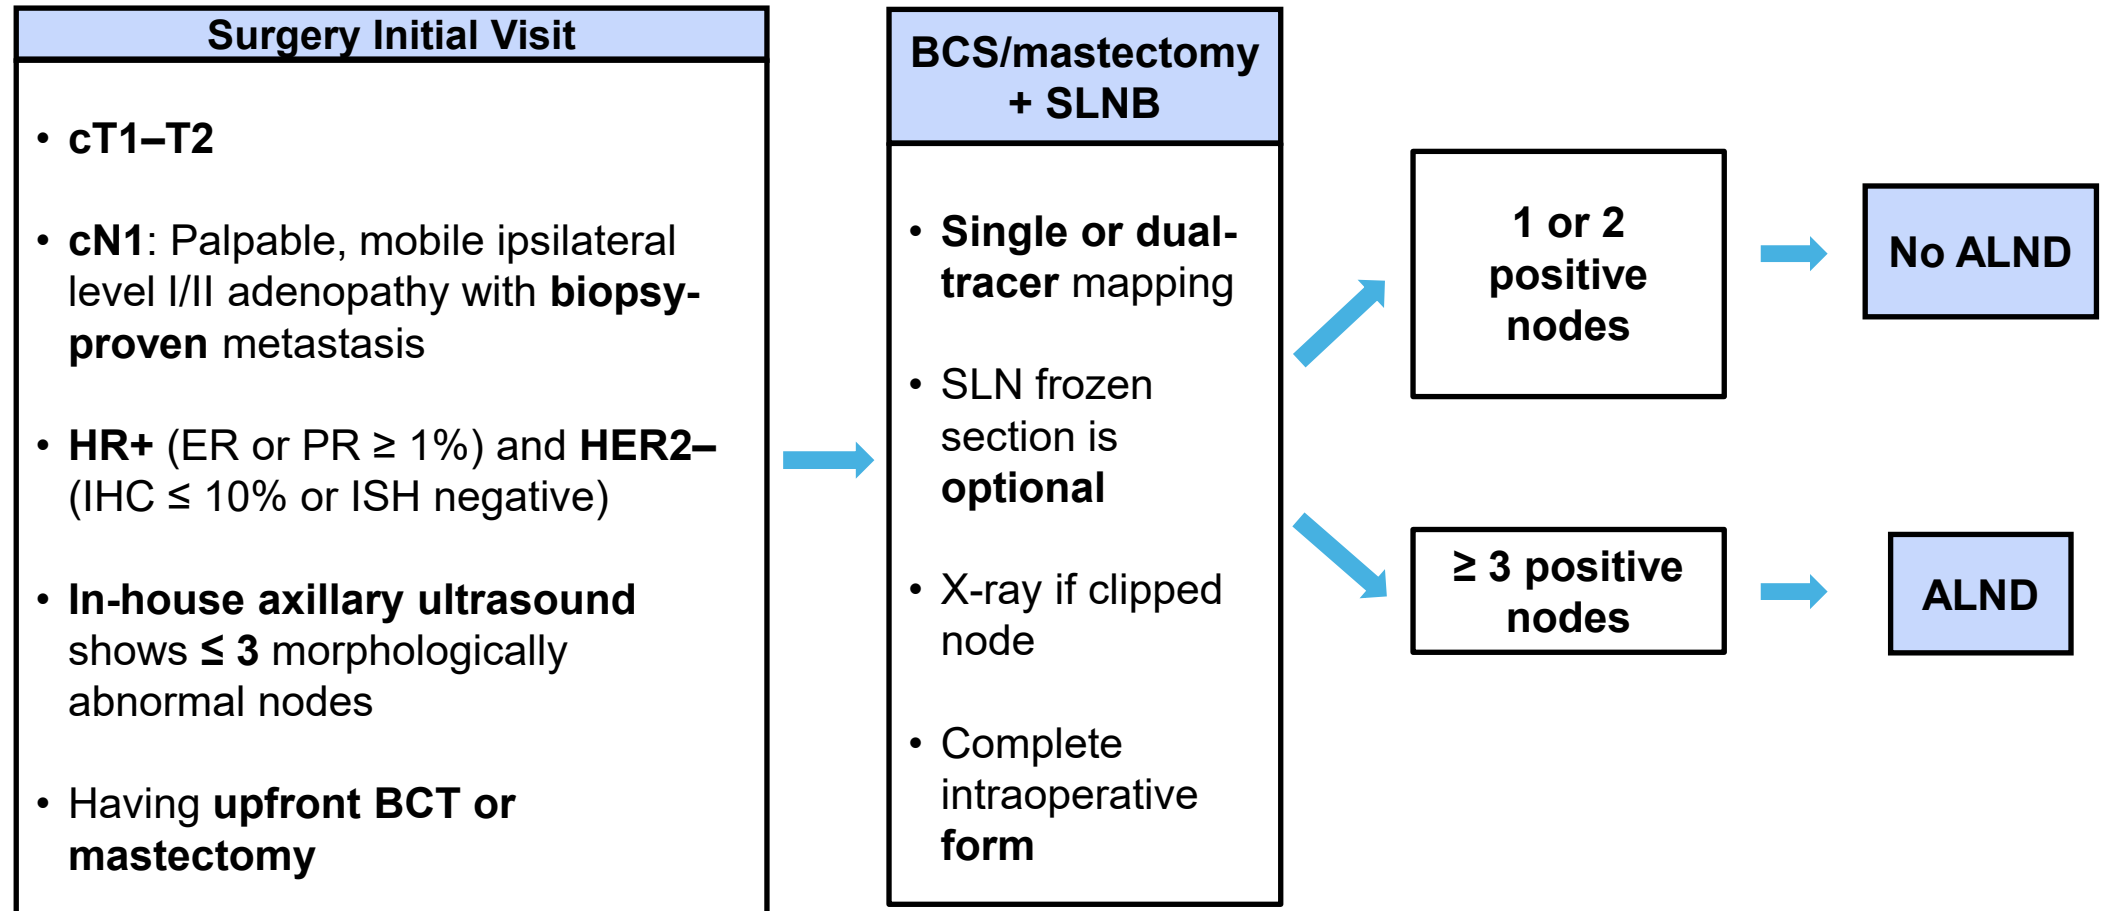 Surgery Initial Visit
• cT1–T2
• cN1: Palpable, mobile ipsilateral
level I/II adenopathy with biopsy-
proven metastasis
• HR+ (ER or PR ≥ 1%) and HER2–
(IHC ≤ 10% or ISH negative)
• In-house axillary ultrasound
shows ≤ 3 morphologically
abnormal nodes
• Having upfront BCT or
mastectomy
BCS/mastectomy
+ SLNB
• Single or dual-
tracer mapping
• SLN frozen
section is
optional
• X-ray if clipped
node
• Complete
intraoperative
form
1 or 2
positive
nodes
No ALND
≥ 3 positive
nodes
ALND